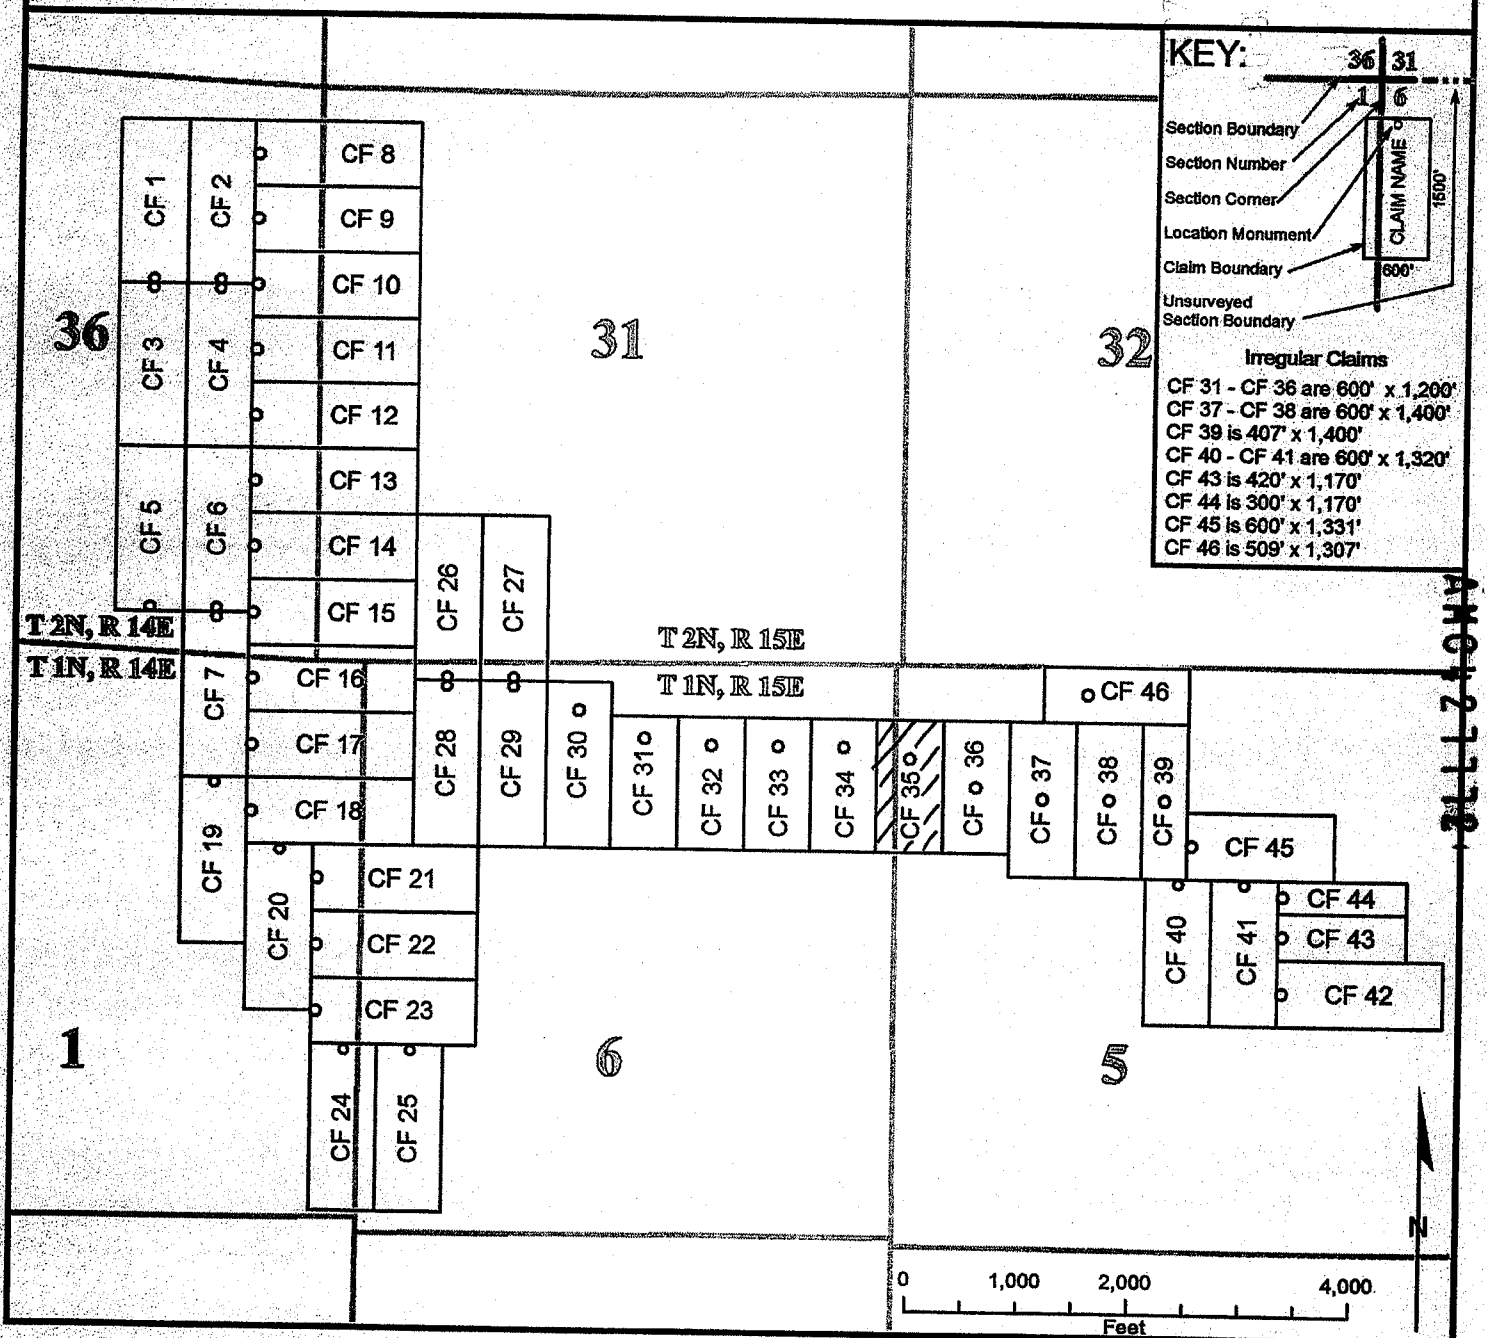 KEY:
36 31
1 6
Section Boundary
Section Number
Section Corner
Location Monument
Claim Boundary
Unsurveyed
Section Boundary
CLAIM NAME
1500'
600'
Irregular Claims
CF 31 - CF 36 are 600' x 1,200'
CF 37 - CF 38 are 600' x 1,400'
CF 39 is 407' x 1,400'
CF 40 - CF 41 are 600' x 1,320'
CF 43 is 420' x 1,170'
CF 44 is 300' x 1,170'
CF 45 is 600' x 1,331'
CF 46 is 509' x 1,307'
36
31
32
CF 1
CF 2
CF 3
CF 4
CF 5
CF 6
CF 7
CF 8
CF 9
CF 10
CF 11
CF 12
CF 13
CF 14
CF 15
CF 16
CF 17
CF 18
CF 19
CF 20
CF 21
CF 22
CF 23
CF 24
CF 25
CF 26
CF 27
CF 28
CF 29
CF 30
CF 31
CF 32
CF 33
CF 34
CF 35
CF 36
CF 37
CF 38
CF 39
CF 46
CF 45
CF 44
CF 43
CF 42
CF 40
CF 41
T 2N, R 14E
T 1N, R 14E
T 2N, R 15E
T 1N, R 15E
1
6
5
N
0 1,000 2,000 4,000
Feet